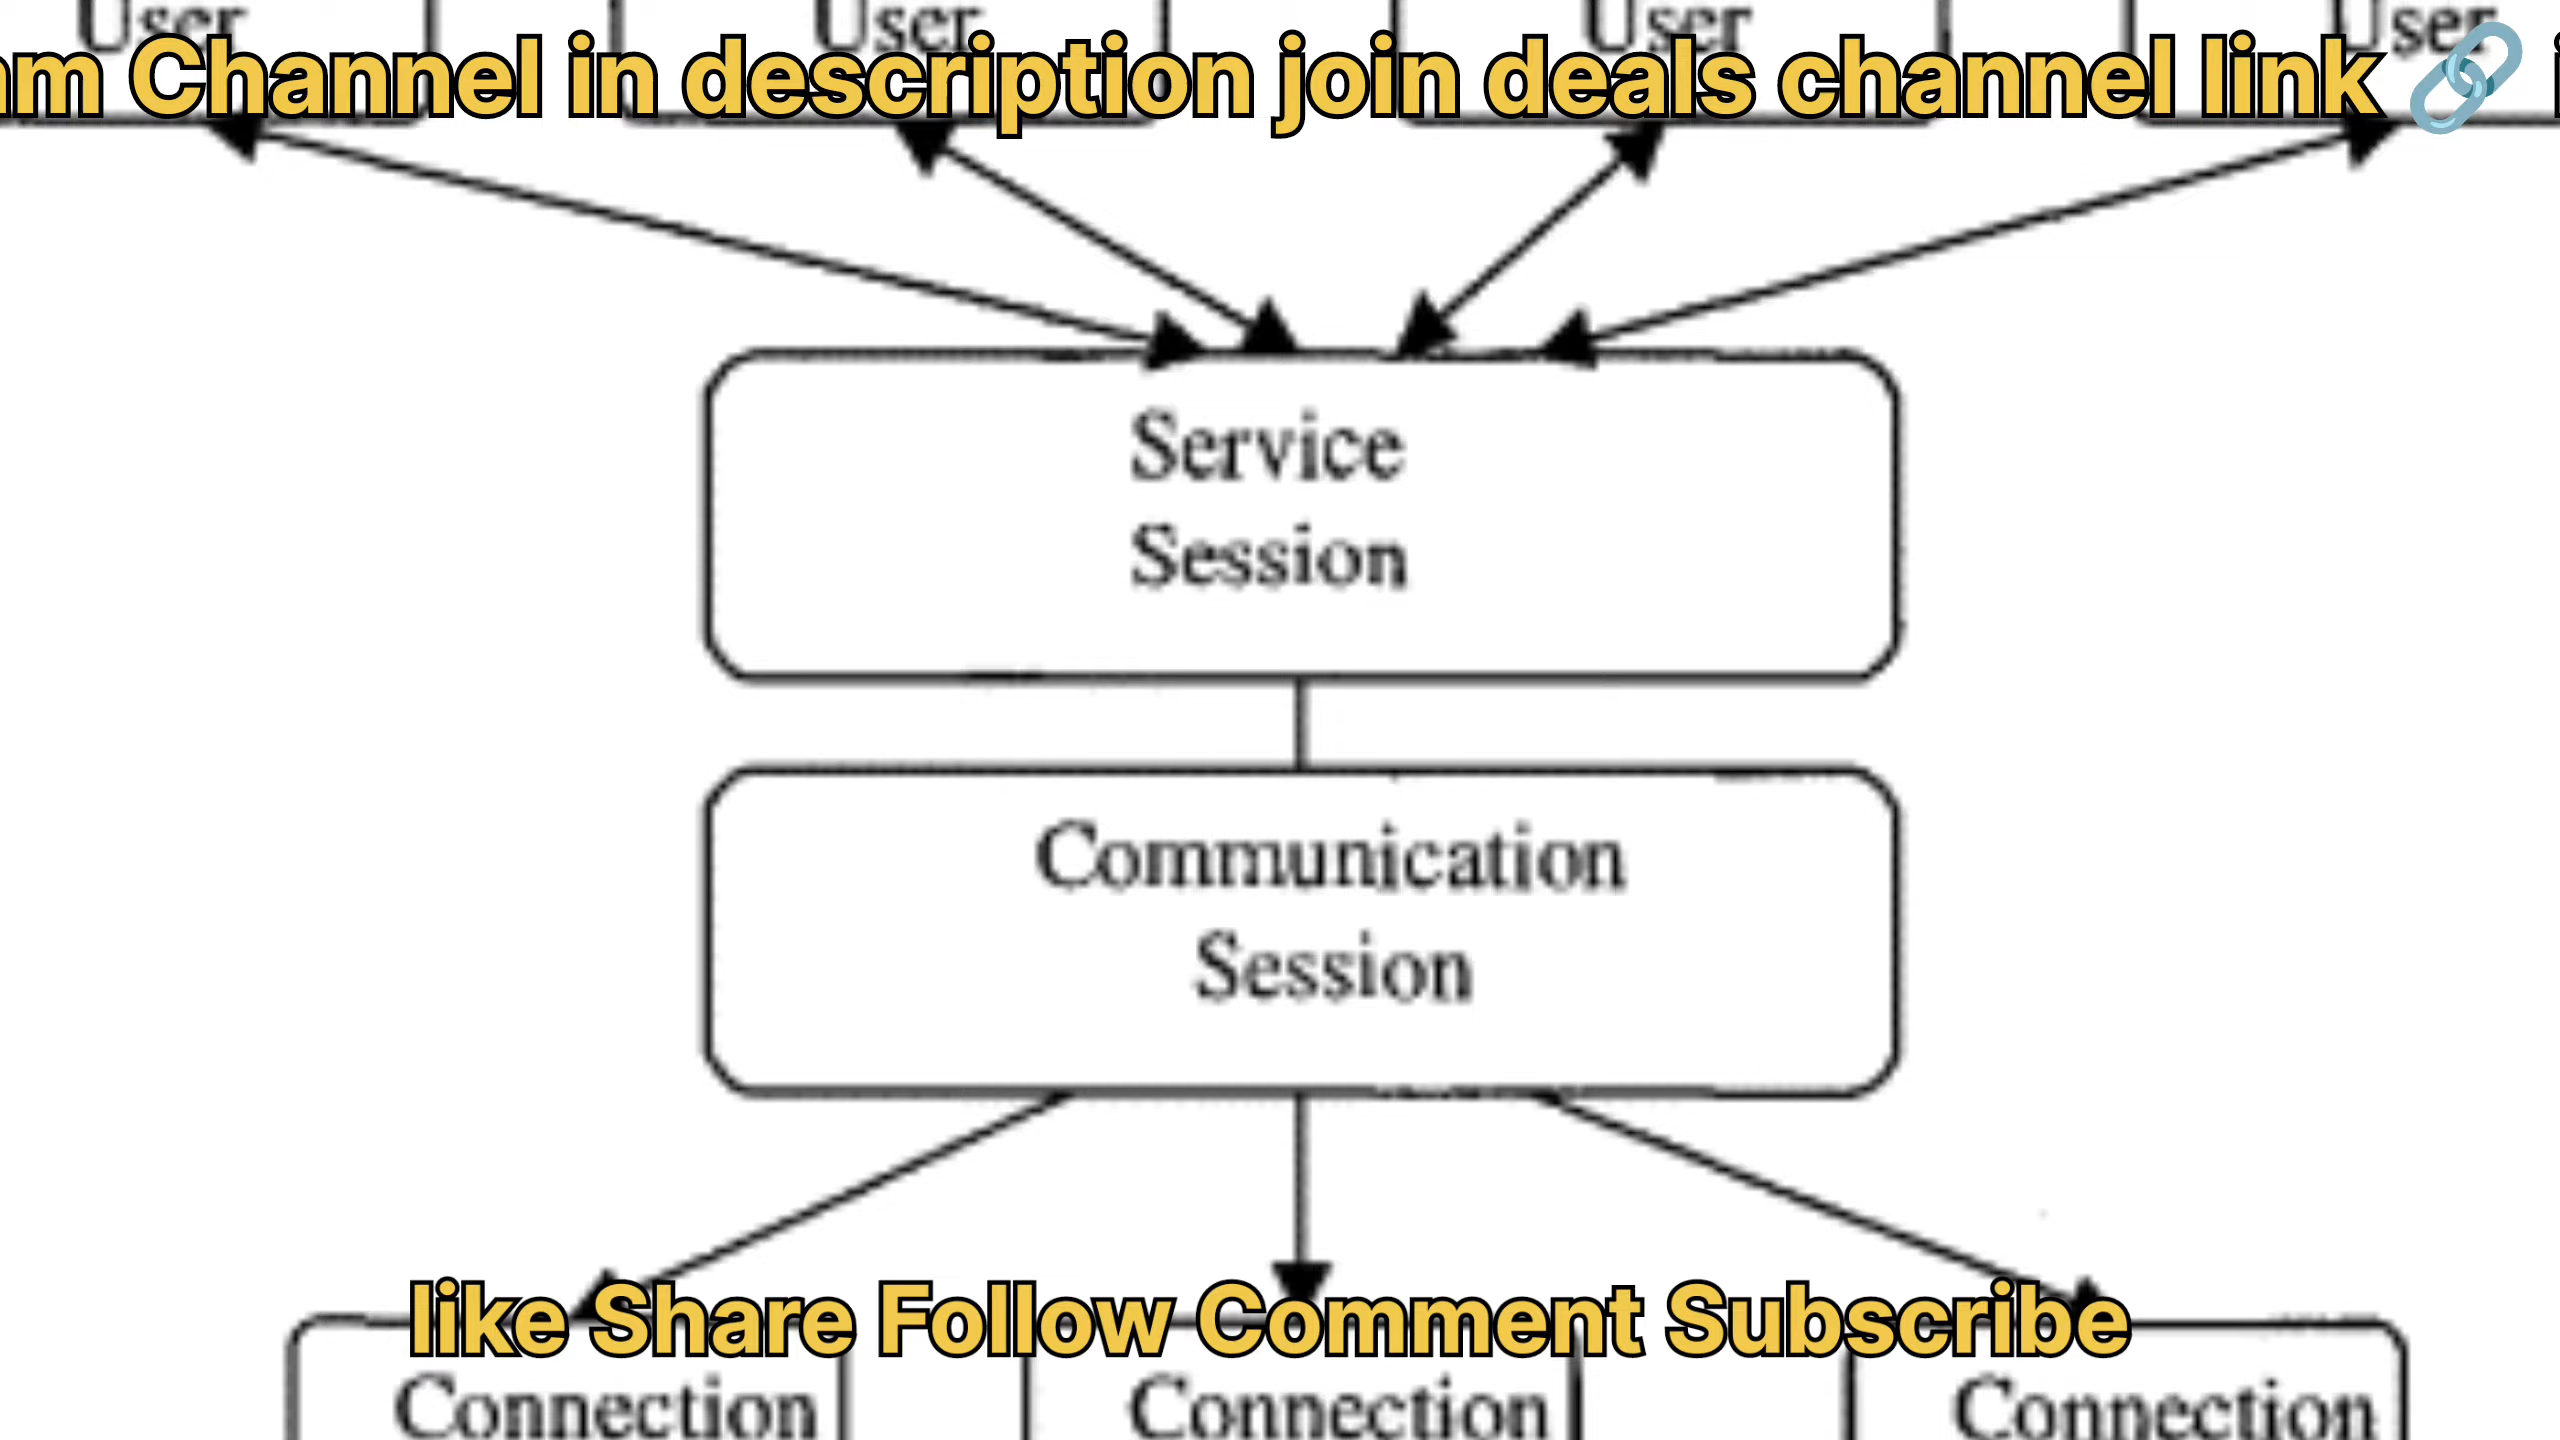 User User User User
am Channel in description join deals channel link 🔗
Service
Session
Communication
Session
like Share Follow Comment Subscribe
Connection Connection Connection